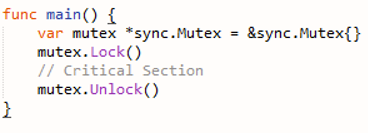 func main() {
    var mutex *sync.Mutex = &sync.Mutex{}
    mutex.Lock()
    // Critical Section
    mutex.Unlock()
}